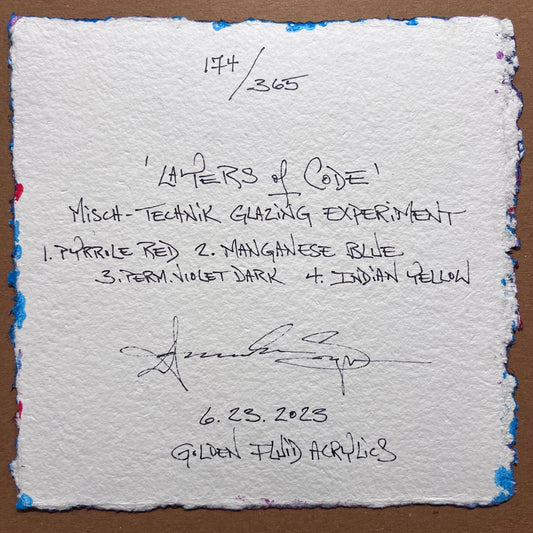 174/365
'LAYERS of CODE'
MISCH-TECHNIK GLAZING EXPERIMENT
1. PYRROLE RED 2. MANGANESE BLUE
3. PERM. VIOLET DARK 4. INDIAN YELLOW
6.23.2023
GOLDEN FLUID ACRYLICS